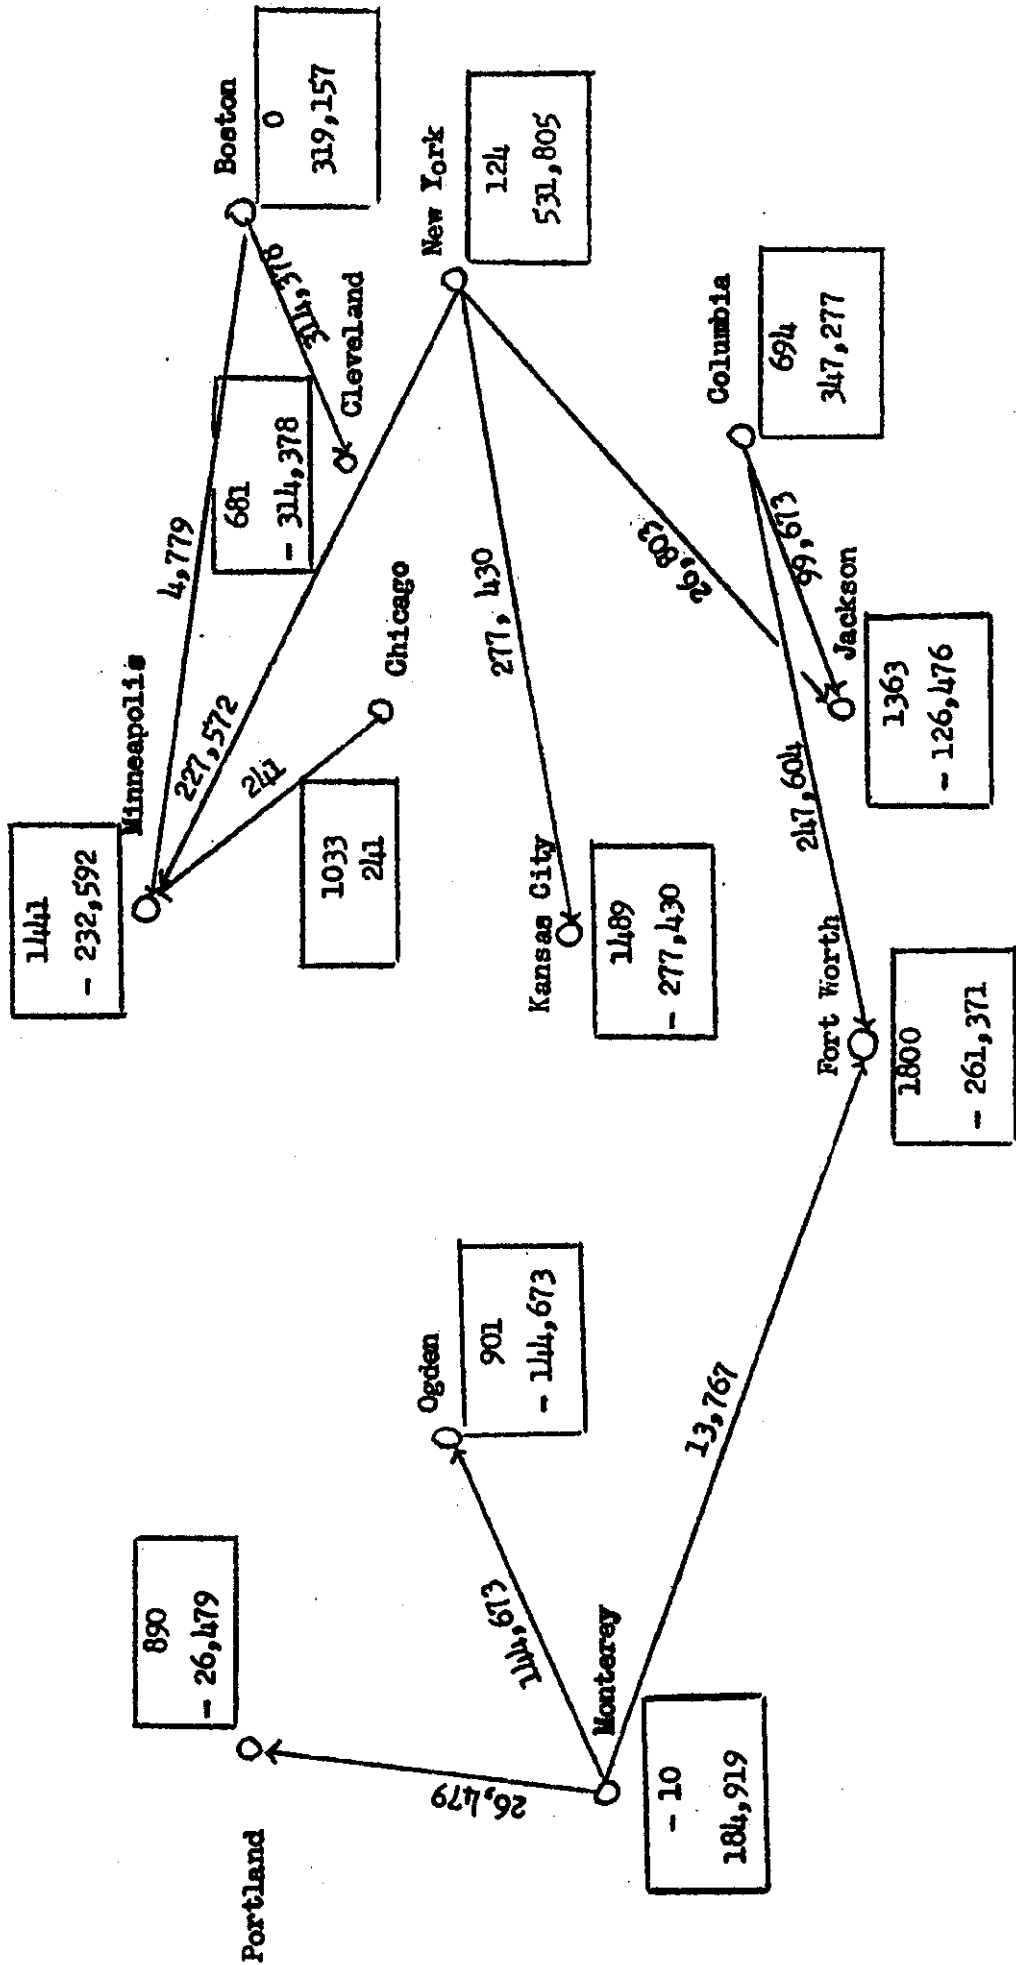 Portland
890
- 26,479
26,479
Monterey
- 10
184,919
144,673
Ogden
901
- 144,673
13,767
Fort Worth
1800
- 261,371
1441
- 232,592
Minneapolis
4,779
227,572
241
1033
241
Chicago
681
- 314,378
Cleveland
314,378
Boston
0
319,157
New York
124
531,805
277,430
Kansas City
1489
- 277,430
26,803
Columbia
694
347,277
99,673
247,604
Jackson
1363
- 126,476